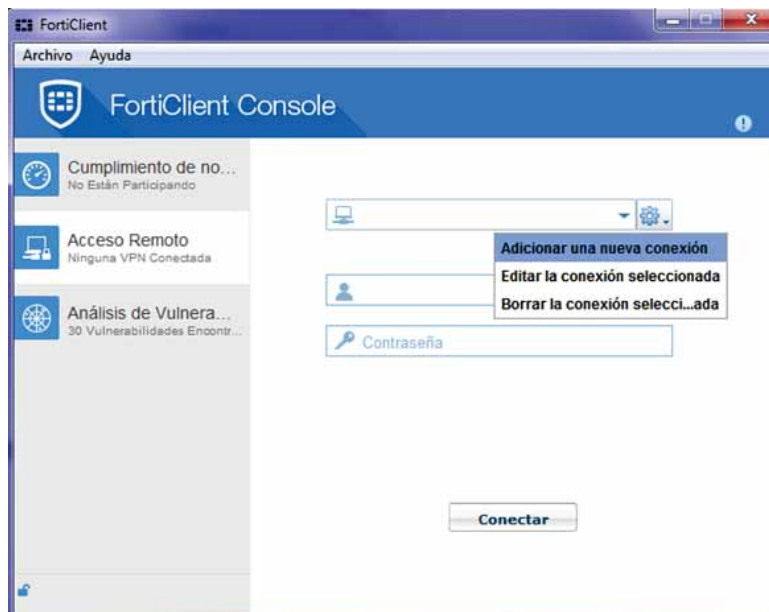 FortiClient
Archivo Ayuda
FortiClient Console
Cumplimiento de no...
No Están Participando
Acceso Remoto
Ninguna VPN Conectada
Análisis de Vulnera...
30 Vulnerabilidades Encontr...
Adicionar una nueva conexión
Editar la conexión seleccionada
Borrar la conexión selecci...ada
Contraseña
Conectar